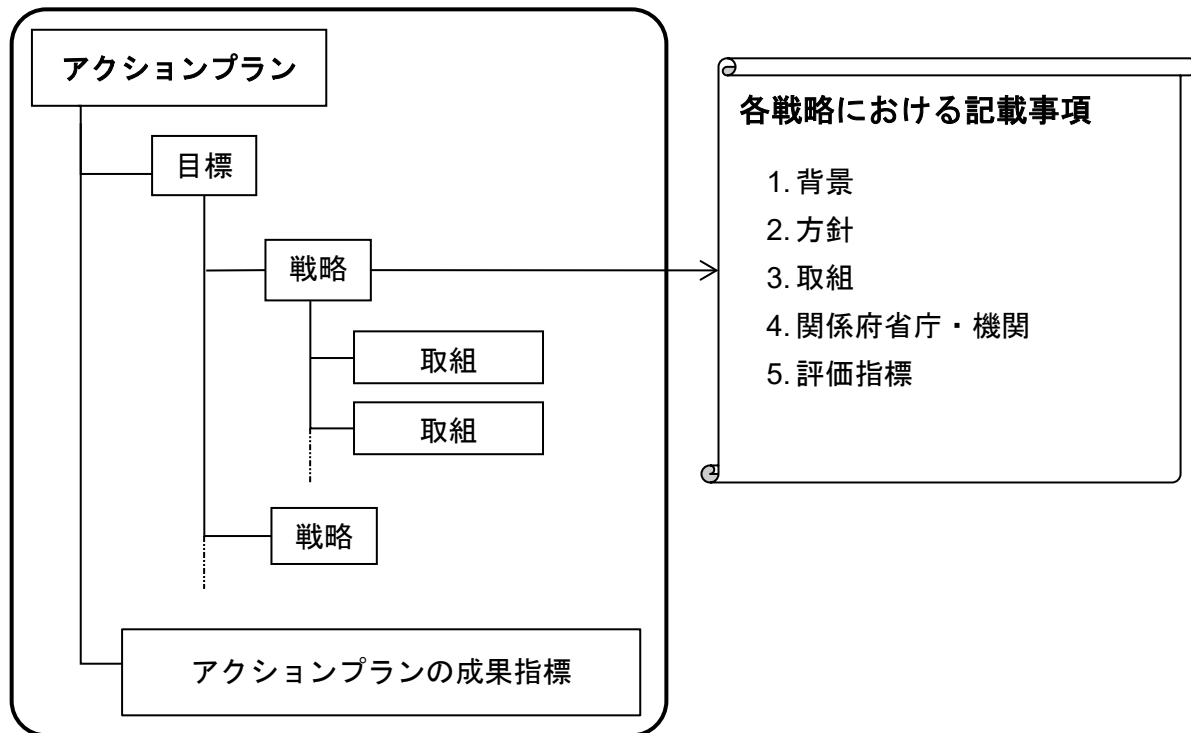 アクションプラン
目標
戦略
取組
取組
戦略
アクションプランの成果指標
各戦略における記載事項
1. 背景
2. 方針
3. 取組
4. 関係府省庁・機関
5. 評価指標